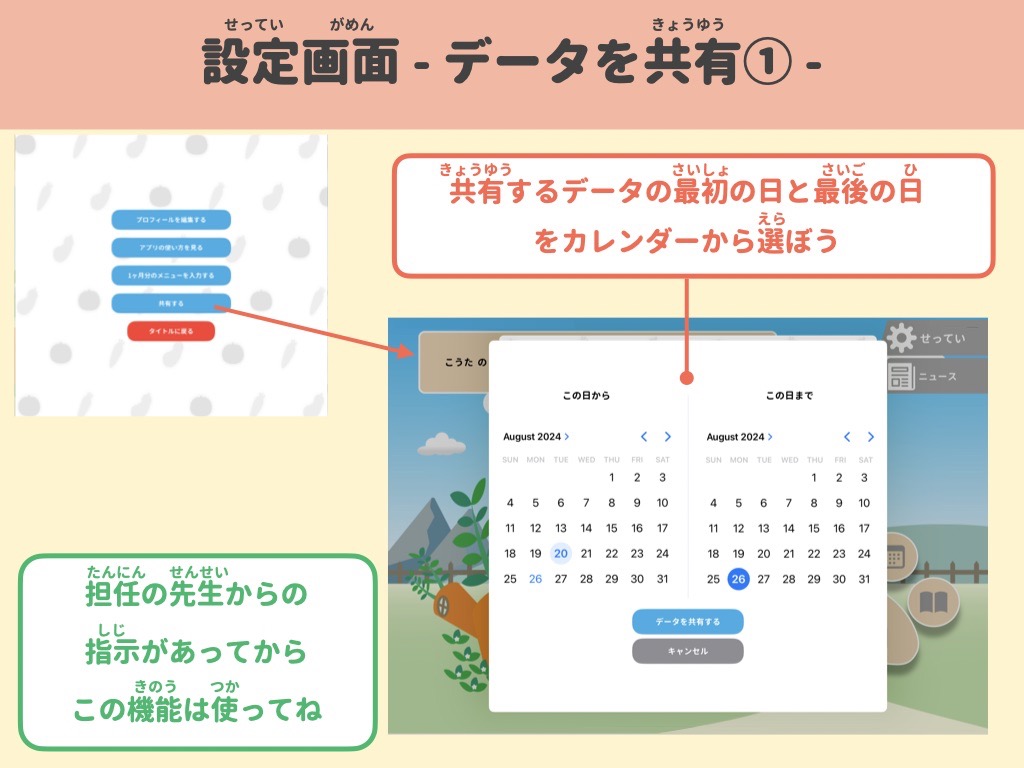 せってい がめん きょうゆう
設定画面 - データを共有① -
プロフィールを編集する
アプリの使い方を見る
1ヶ月分のメニューを入力する
共有する
タイトルに戻る
きょうゆう さいしょ さいご ひ
共有するデータの最初の日と最後の日
えら
をカレンダーから選ぼう
こうた の
せってい
ニュース
この日から
August 2024 >
SUN MON TUE WED THU FRI SAT
1 2 3
4 5 6 7 8 9 10
11 12 13 14 15 16 17
18 19 20 21 22 23 24
25 26 27 28 29 30 31
この日まで
August 2024 >
SUN MON TUE WED THU FRI SAT
1 2 3
4 5 6 7 8 9 10
11 12 13 14 15 16 17
18 19 20 21 22 23 24
25 26 27 28 29 30 31
データを共有する
キャンセル
たんにん せんせい
担任の先生からの
しじ
指示があってから
きのう つか
この機能は使ってね